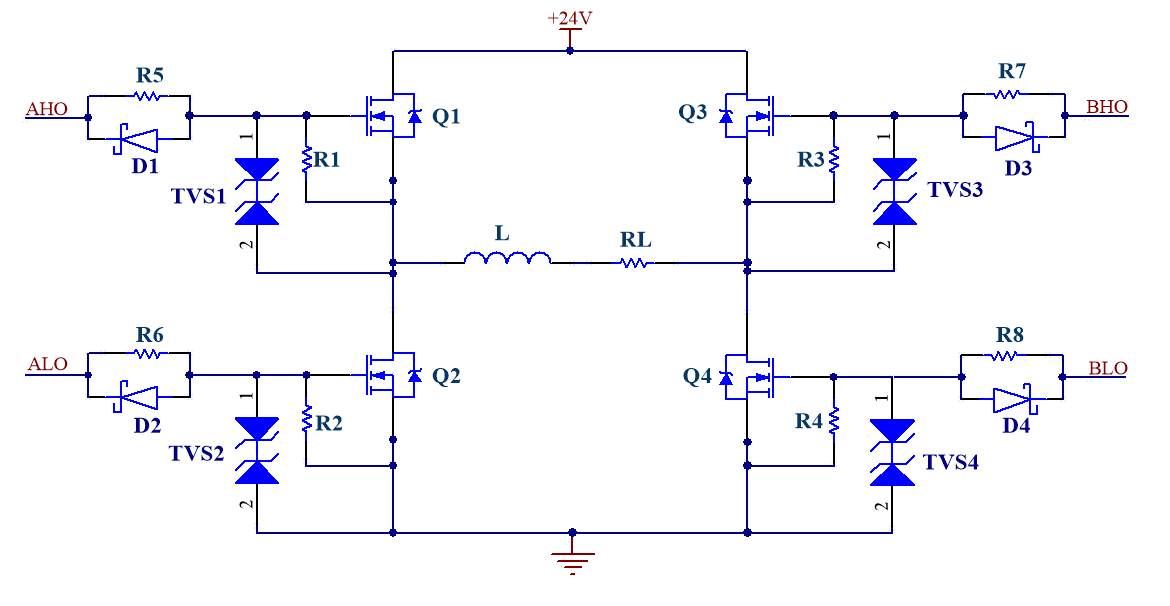 +24V
R5
R7
AHO
Q1
Q3
BHO
1
1
D1
R1
R3
D3
TVS1
TVS3
2
2
L
RL
R6
R8
ALO
Q2
Q4
BLO
1
1
D2
R2
R4
D4
TVS2
TVS4
2
2